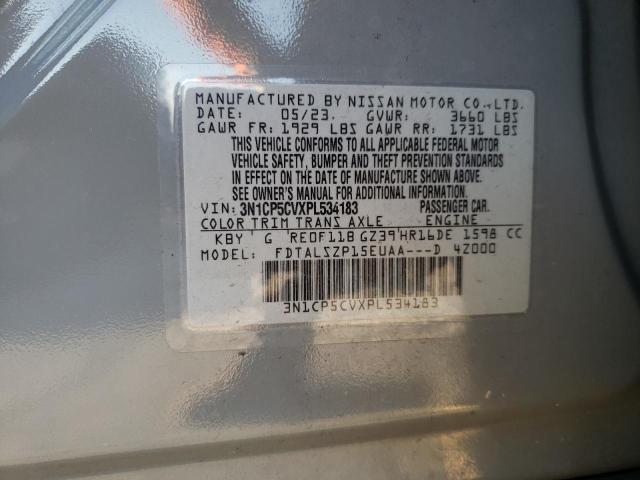 MANUFACTURED BY NISSAN MOTOR CO.,LTD.
DATE: 05/23. GVWR: 3660 LBS
GAWR FR: 1929 LBS GAWR RR: 1731 LBS
THIS VEHICLE CONFORMS TO ALL APPLICABLE FEDERAL MOTOR
VEHICLE SAFETY, BUMPER AND THEFT PREVENTION STANDARDS
IN EFFECT ON THE DATE OF MANUFACTURE SHOWN ABOVE.
SEE OWNER'S MANUAL FOR ADDITIONAL INFORMATION.
VIN: 3N1CP5CVXPL534183 PASSENGER CAR.
COLOR TRIM TRANS AXLE ENGINE
KBY G RE0F11B GZ39 HR16DE 1598 CC
MODEL: FDTALSZP15EUAA---D 4Z000
3N1CP5CVXPL534183